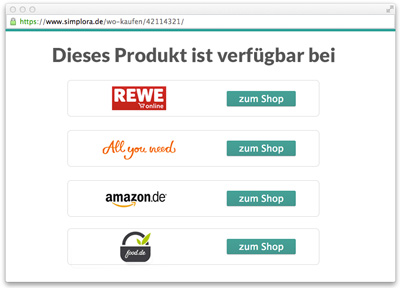 https://www.simplora.de/wo-kaufen/42114321/
Dieses Produkt ist verfügbar bei
REWE
online
zum Shop
All you need
zum Shop
amazon.de
zum Shop
food.de
zum Shop